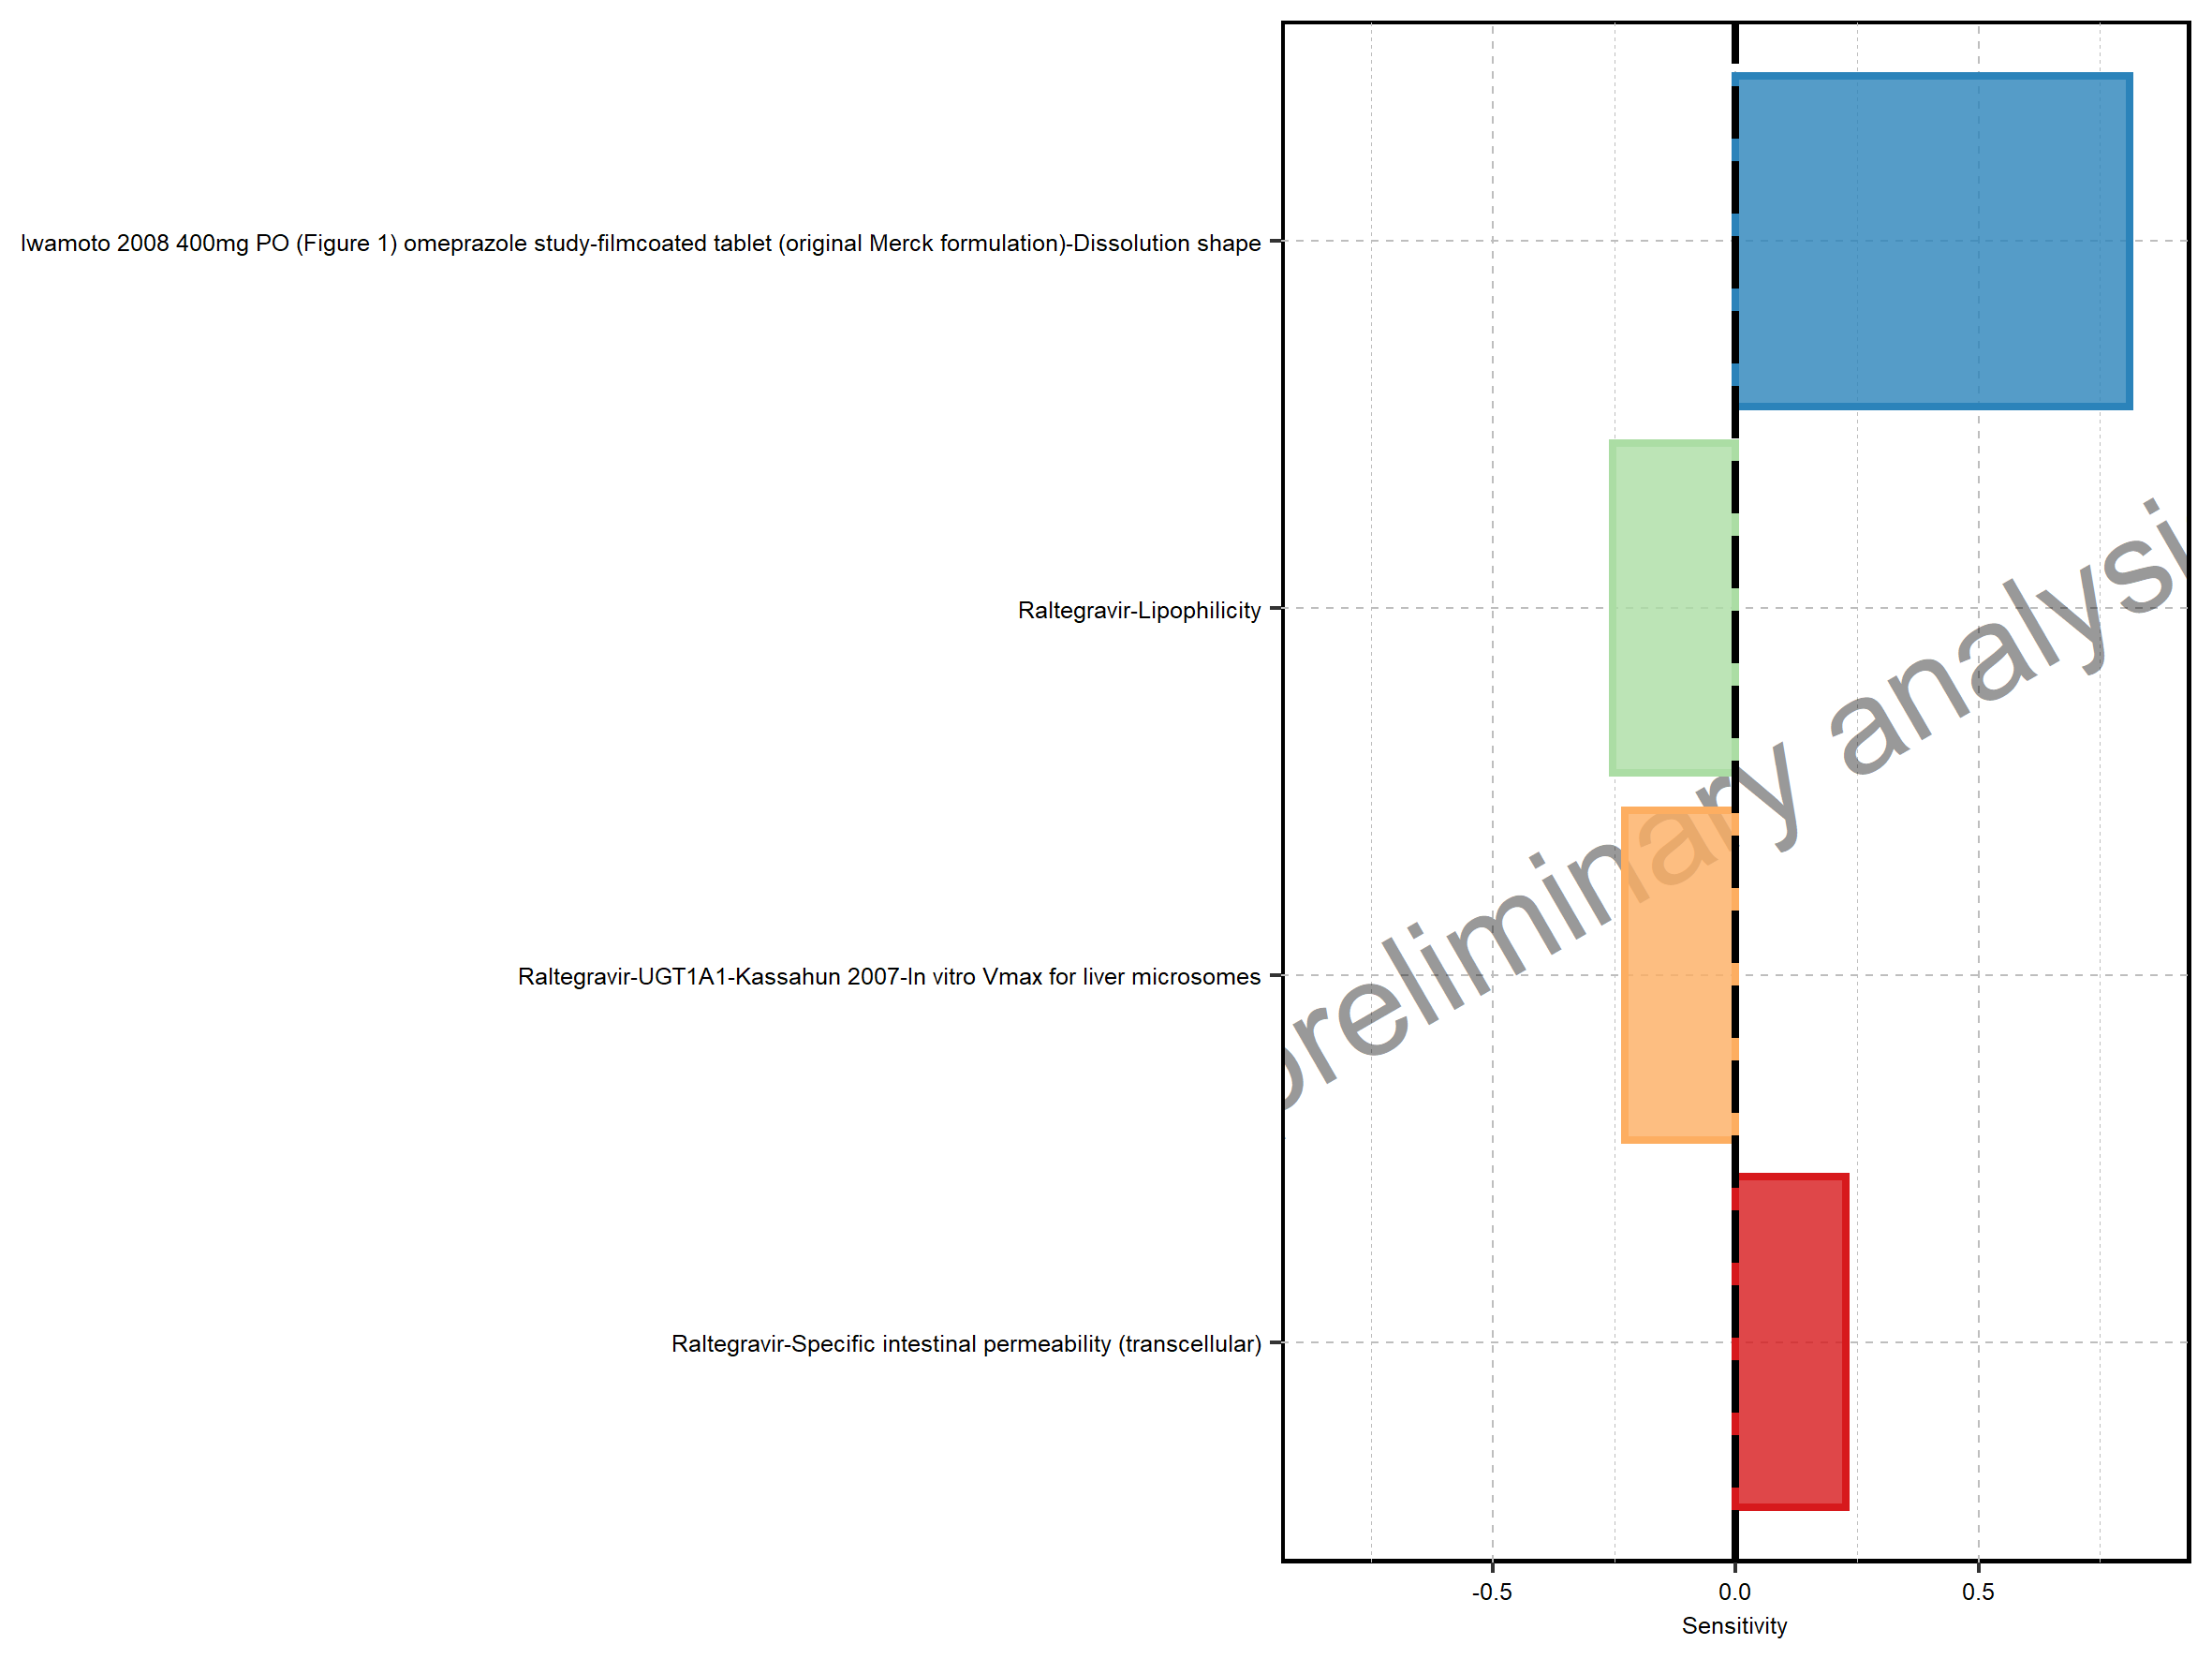 Iwamoto 2008 400mg PO (Figure 1) omeprazole study-filmcoated tablet (original Merck formulation)-Dissolution shape
Raltegravir-Lipophilicity
preliminary analysi
Raltegravir-UGT1A1-Kassahun 2007-In vitro Vmax for liver microsomes
Raltegravir-Specific intestinal permeability (transcellular)
-0.5 0.0 0.5
Sensitivity